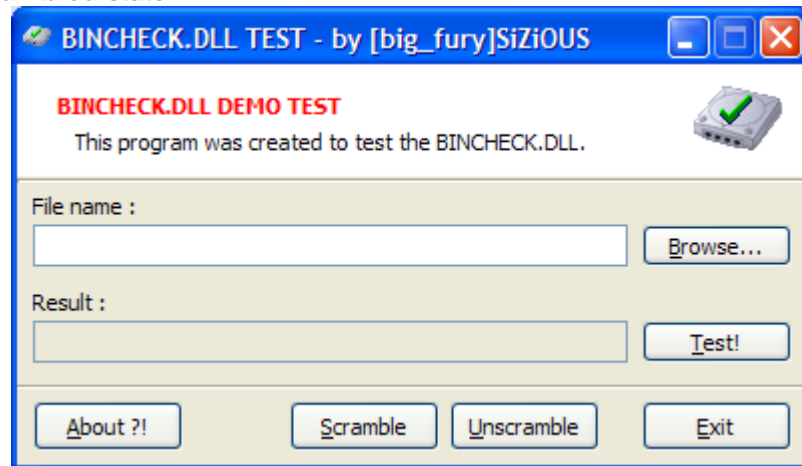 BINCHECK.DLL TEST - by [big_fury]SiZiOUS
BINCHECK.DLL DEMO TEST
This program was created to test the BINCHECK.DLL.
File name :
Browse...
Result :
Test!
About ?!
Scramble
Unscramble
Exit